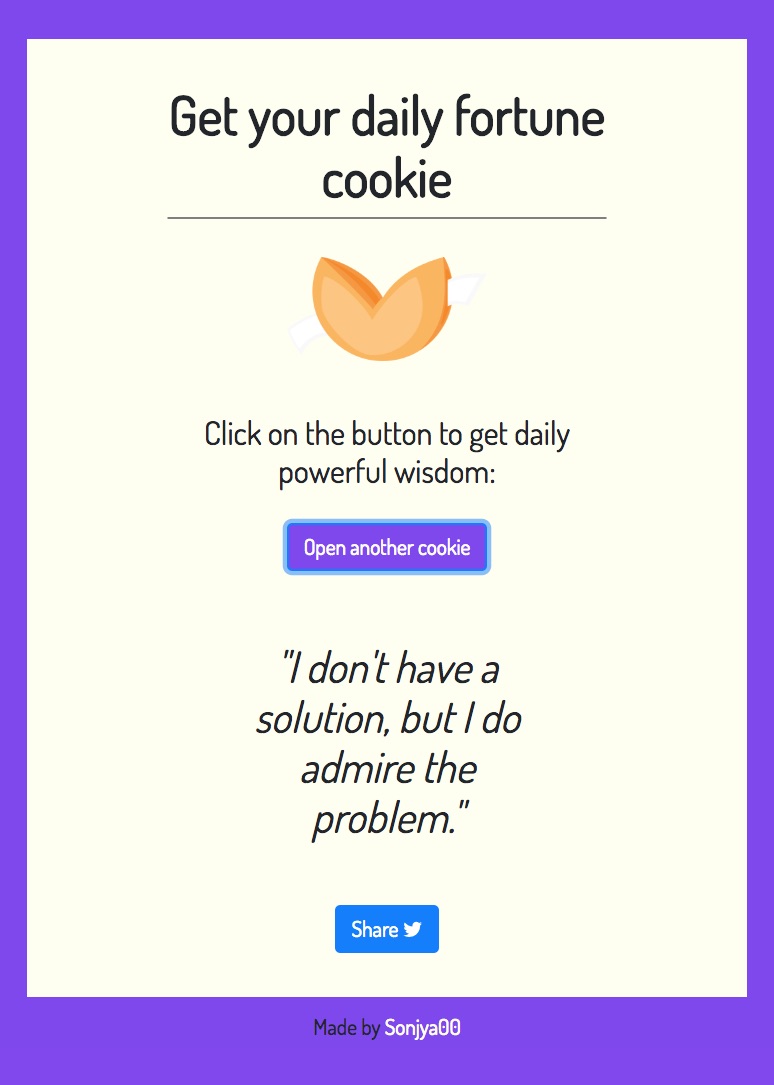 Get your daily fortune
cookie
Click on the button to get daily
powerful wisdom:
Open another cookie
"I don't have a
solution, but I do
admire the
problem."
Share
Made by Sonjya00